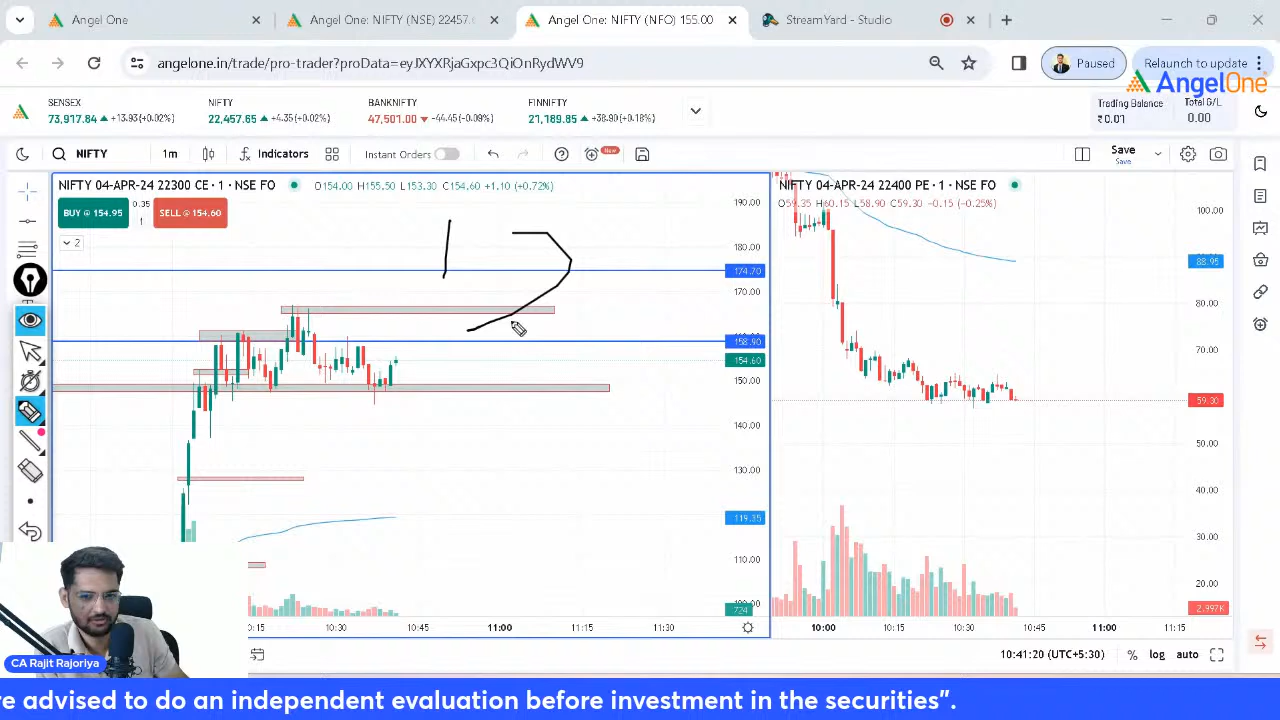 Angel One
Angel One: NIFTY (NSE) 22457.
Angel One: NIFTY (NFO) 155.00
StreamYard - Studio
angelone.in/trade/pro-trader?proData=eyJXYXRjaGxpc3QiOnRydWV9
Paused
Relaunch to update
AngelOne
SENSEX
73,917.84 +13.93(+0.02%)
NIFTY
22,457.65 +4.35(+0.02%)
BANKNIFTY
47,501.00 -44.45(-0.09%)
FINNIFTY
21,189.85 +38.90(+0.18%)
Trading Balance
₹0.01
Total G/L
0.00
NIFTY
1m
Indicators
Instant Orders
New
Save
Save
NIFTY 04-APR-24 22300 CE · 1 · NSE FO
O154.00 H155.50 L153.30 C154.60 +1.10 (+0.72%)
BUY @ 154.95
0.35
1
SELL @ 154.60
2
190.00
180.00
174.70
170.00
158.90
154.60
150.00
140.00
130.00
119.35
110.00
724
10:30
10:45
11:00
11:15
11:30
NIFTY 04-APR-24 22400 PE · 1 · NSE FO
O59.35 H60.15 L58.90 C59.30 -0.15 (-0.25%)
100.00
88.95
80.00
70.00
59.30
50.00
40.00
30.00
20.00
2.997K
10:00
10:15
10:30
10:45
11:00
11:15
10:41:20 (UTC+5:30)
% log auto
CA Rajit Rajoriya
re advised to do an independent evaluation before investment in the securities”.